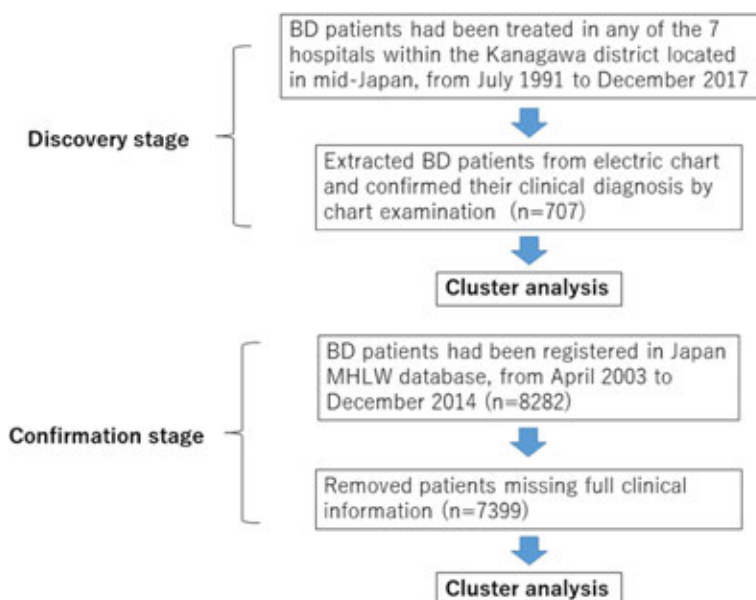 BD patients had been treated in any of the 7
hospitals within the Kanagawa district located
in mid-Japan, from July 1991 to December 2017
Discovery stage
Extracted BD patients from electric chart
and confirmed their clinical diagnosis by
chart examination (n=707)
Cluster analysis
BD patients had been registered in Japan
MHLW database, from April 2003 to
December 2014 (n=8282)
Confirmation stage
Removed patients missing full clinical
information (n=7399)
Cluster analysis